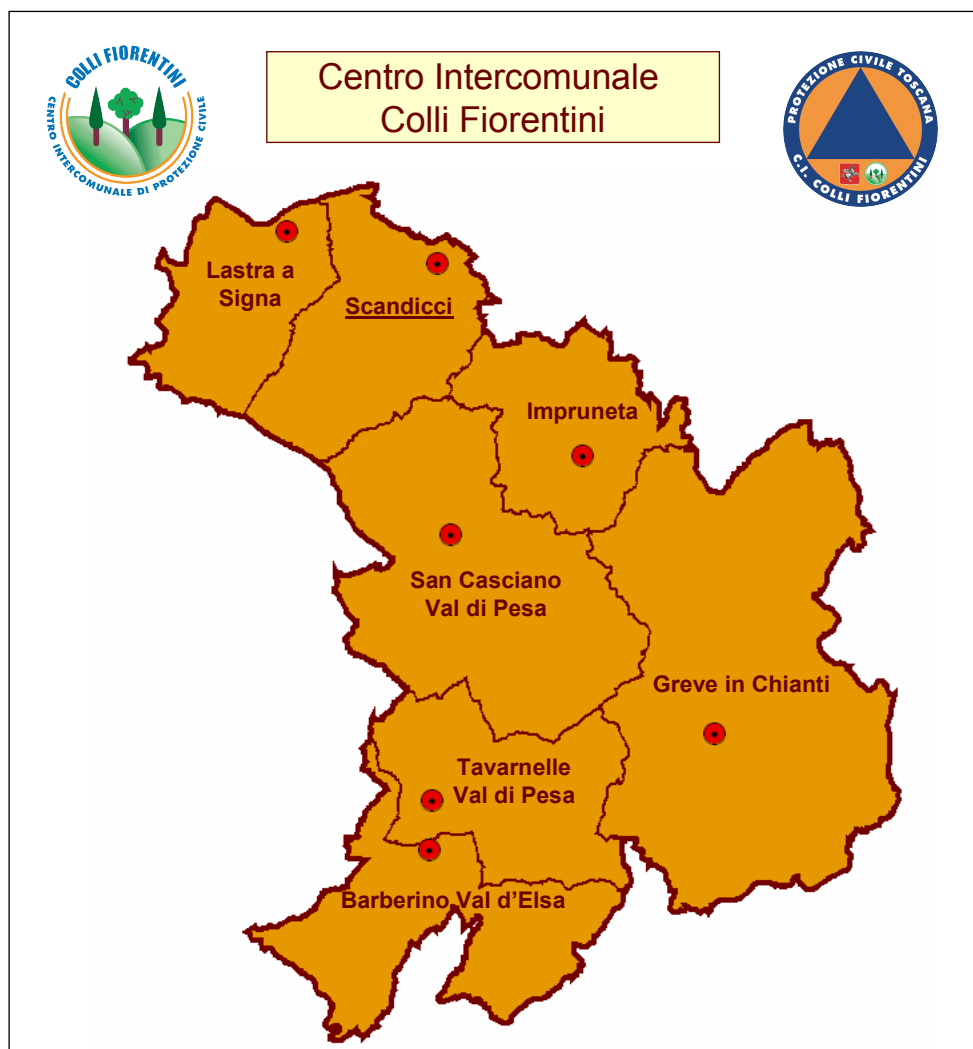 COLLI FIORENTINI
CENTRO INTERCOMUNALE DI PROTEZIONE CIVILE
Centro Intercomunale
Colli Fiorentini
PROTEZIONE CIVILE TOSCANA
C.I. COLLI FIORENTINI
Lastra a
Signa
Scandicci
Impruneta
San Casciano
Val di Pesa
Greve in Chianti
Tavarnelle
Val di Pesa
Barberino Val d’Elsa